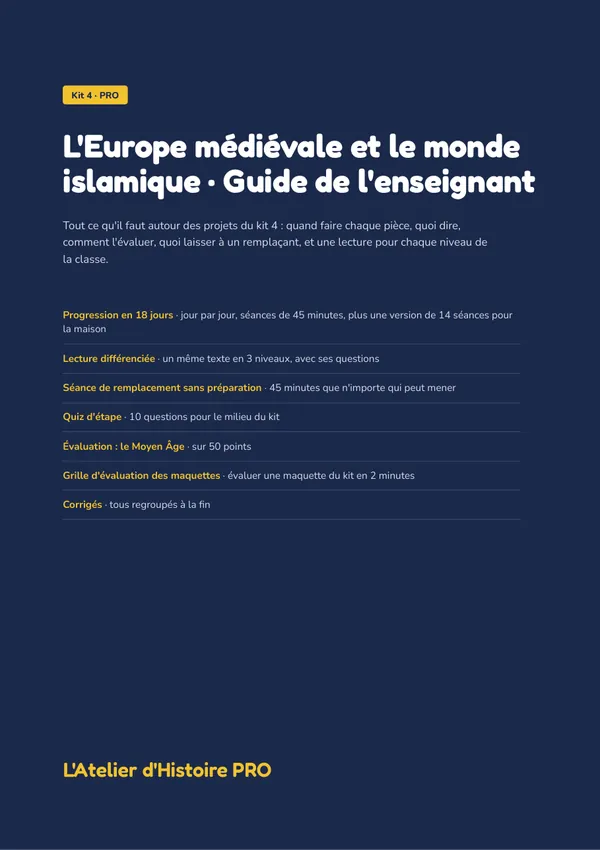 Kit 4 · PRO
L'Europe médiévale et le monde
islamique · Guide de l'enseignant
Tout ce qu'il faut autour des projets du kit 4 : quand faire chaque pièce, quoi dire,
comment l'évaluer, quoi laisser à un remplaçant, et une lecture pour chaque niveau de
la classe.
Progression en 18 jours · jour par jour, séances de 45 minutes, plus une version de 14 séances pour
la maison
Lecture différenciée · un même texte en 3 niveaux, avec ses questions
Séance de remplacement sans préparation · 45 minutes que n'importe qui peut mener
Quiz d'étape · 10 questions pour le milieu du kit
Évaluation : le Moyen Âge · sur 50 points
Grille d'évaluation des maquettes · évaluer une maquette du kit en 2 minutes
Corrigés · tous regroupés à la fin
L'Atelier d'Histoire PRO